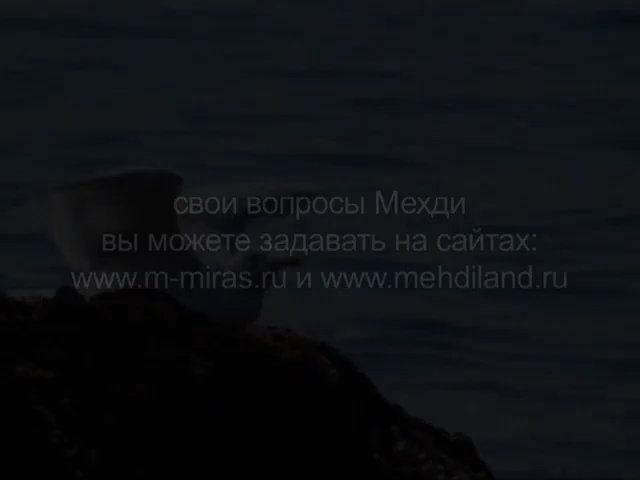 свои вопросы Мехди
вы можете задавать на сайтах:
www.m-miras.ru и www.mehdiland.ru